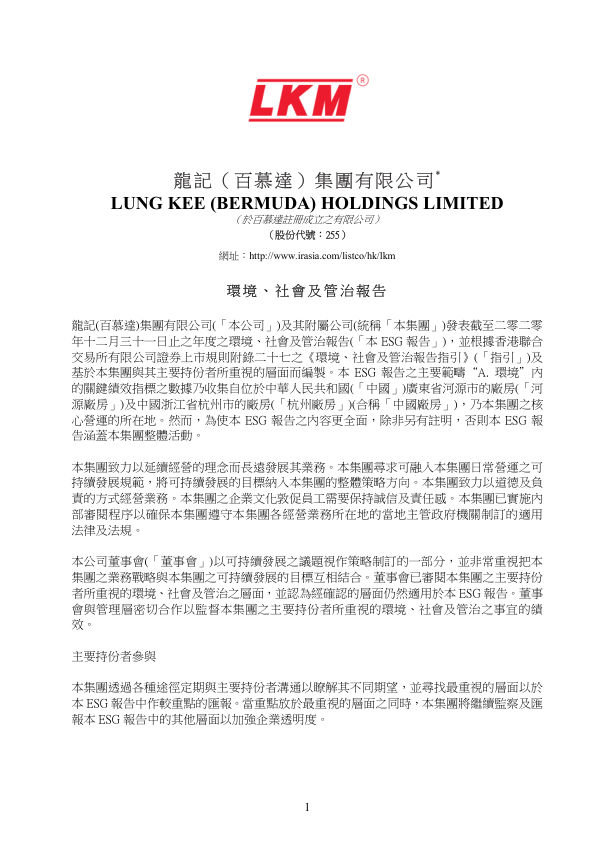 LKM®
龍記（百慕達）集團有限公司*
LUNG KEE (BERMUDA) HOLDINGS LIMITED
（於百慕達註冊成立之有限公司）
（股份代號：255）
網址：http://www.irasia.com/listco/hk/lkm
環境、社會及管治報告
龍記(百慕達)集團有限公司(「本公司」)及其附屬公司(統稱「本集團」)發表截至二零二零
年十二月三十一日止之年度之環境、社會及管治報告(「本 ESG 報告」)，並根據香港聯合
交易所有限公司證券上市規則附錄二十七之《環境、社會及管治報告指引》(「指引」)及
基於本集團與其主要持份者所重視的層面而編製。本 ESG 報告之主要範疇“A. 環境”內
的關鍵績效指標之數據乃收集自位於中華人民共和國(「中國」)廣東省河源市的廠房(「河
源廠房」)及中國浙江省杭州市的廠房(「杭州廠房」)(合稱「中國廠房」)，乃本集團之核
心營運的所在地。然而，為使本 ESG 報告之內容更全面，除非另有註明，否則本 ESG 報
告涵蓋本集團整體活動。
本集團致力以延續經營的理念而長遠發展其業務。本集團尋求可融入本集團日常營運之可
持續發展規範，將可持續發展的目標納入本集團的整體策略方向。本集團致力以道德及負
責的方式經營業務。本集團之企業文化敦促員工需要保持誠信及責任感。本集團已實施內
部審閱程序以確保本集團遵守本集團各經營業務所在地的當地主管政府機關制訂的適用
法律及法規。
本公司董事會(「董事會」)以可持續發展之議題視作策略制訂的一部分，並非常重視把本
集團之業務戰略與本集團之可持續發展的目標互相結合。董事會已審閱本集團之主要持份
者所重視的環境、社會及管治之層面，並認為經確認的層面仍然適用於本 ESG 報告。董事
會與管理層密切合作以監督本集團之主要持份者所重視的環境、社會及管治之事宜的績
效。
主要持份者參與
本集團透過各種途徑定期與主要持份者溝通以瞭解其不同期望，並尋找最重視的層面以於
本 ESG 報告中作較重點的匯報。當重點放於最重視的層面之同時，本集團將繼續監察及匯
報本 ESG 報告中的其他層面以加強企業透明度。
1